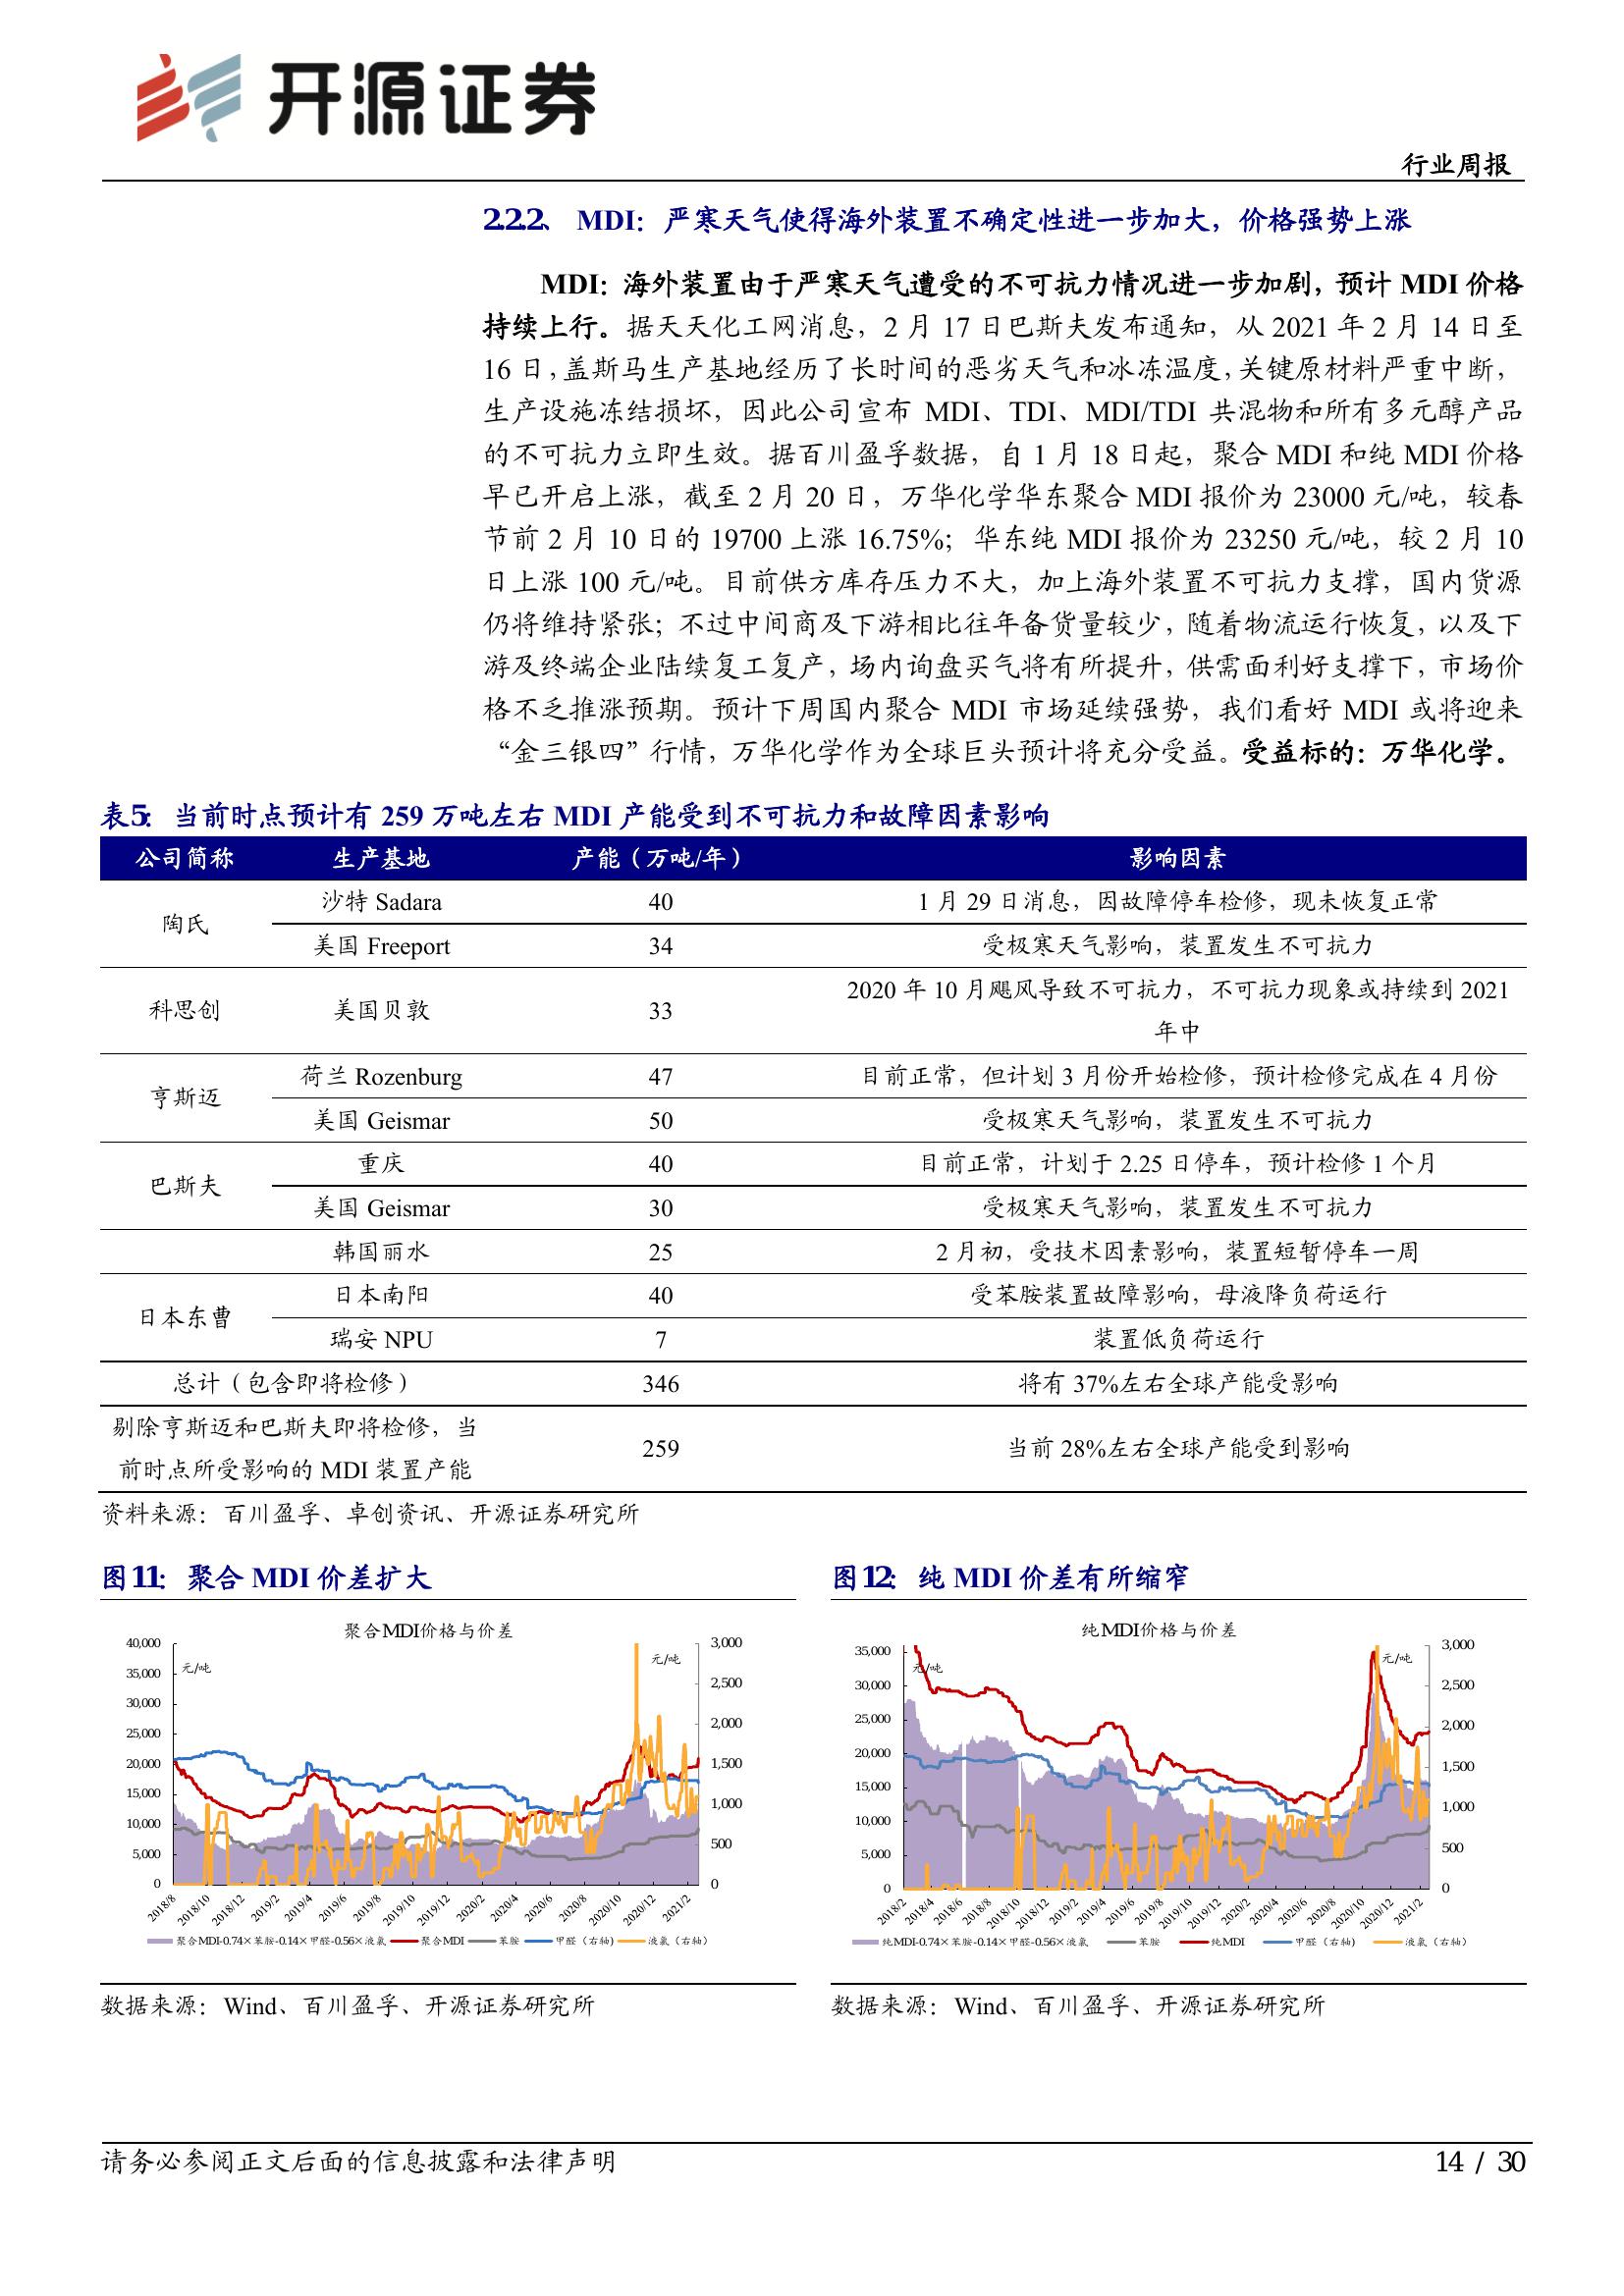 开源证券
行业周报
2.2.2、 MDI：严寒天气使得海外装置不确定性进一步加大，价格强势上涨
MDI：海外装置由于严寒天气遭受的不可抗力情况进一步加剧，预计 MDI 价格
持续上行。据天天化工网消息，2 月 17 日巴斯夫发布通知，从 2021 年 2 月 14 日至
16 日，盖斯马生产基地经历了长时间的恶劣天气和冰冻温度，关键原材料严重中断，
生产设施冻结损坏，因此公司宣布 MDI、TDI、MDI/TDI 共混物和所有多元醇产品
的不可抗力立即生效。据百川盈孚数据，自 1 月 18 日起，聚合 MDI 和纯 MDI 价格
早已开启上涨，截至 2 月 20 日，万华化学华东聚合 MDI 报价为 23000 元/吨，较春
节前 2 月 10 日的 19700 上涨 16.75%；华东纯 MDI 报价为 23250 元/吨，较 2 月 10
日上涨 100 元/吨。目前供方库存压力不大，加上海外装置不可抗力支撑，国内货源
仍将维持紧张；不过中间商及下游相比往年备货量较少，随着物流运行恢复，以及下
游及终端企业陆续复工复产，场内询盘买气将有所提升，供需面利好支撑下，市场价
格不乏推涨预期。预计下周国内聚合 MDI 市场延续强势，我们看好 MDI 或将迎来
“金三银四”行情，万华化学作为全球巨头预计将充分受益。受益标的：万华化学。
表5： 当前时点预计有 259 万吨左右 MDI 产能受到不可抗力和故障因素影响
公司简称 生产基地 产能（万吨/年） 影响因素
陶氏 沙特 Sadara 40 1 月 29 日消息，因故障停车检修，现未恢复正常
美国 Freeport 34 受极寒天气影响，装置发生不可抗力
科思创 美国贝敦 33 2020 年 10 月飓风导致不可抗力，不可抗力现象或持续到 2021
年中
亨斯迈 荷兰 Rozenburg 47 目前正常，但计划 3 月份开始检修，预计检修完成在 4 月份
美国 Geismar 50 受极寒天气影响，装置发生不可抗力
巴斯夫 重庆 40 目前正常，计划于 2.25 日停车，预计检修 1 个月
美国 Geismar 30 受极寒天气影响，装置发生不可抗力
韩国丽水 25 2 月初，受技术因素影响，装置短暂停车一周
日本东曹 日本南阳 40 受苯胺装置故障影响，母液降负荷运行
瑞安 NPU 7 装置低负荷运行
总计（包含即将检修） 346 将有 37%左右全球产能受影响
剔除亨斯迈和巴斯夫即将检修，当
前时点所受影响的 MDI 装置产能 259 当前 28%左右全球产能受到影响
资料来源：百川盈孚、卓创资讯、开源证券研究所
图11： 聚合 MDI 价差扩大
聚合MDI价格与价差
元/吨 元/吨
40,000
35,000
30,000
25,000
20,000
15,000
10,000
5,000
0
3,000
2,500
2,000
1,500
1,000
500
0
2018/8 2018/10 2018/12 2019/2 2019/4 2019/6 2019/8 2019/10 2019/12 2020/2 2020/4 2020/6 2020/8 2020/10 2020/12 2021/2
聚合MDI-0.74×苯胺-0.14×甲醛-0.56×液氯 聚合MDI 苯胺 甲醛（右轴） 液氯（右轴）
数据来源：Wind、百川盈孚、开源证券研究所
图12： 纯 MDI 价差有所缩窄
纯MDI价格与价差
元/吨 元/吨
35,000
30,000
25,000
20,000
15,000
10,000
5,000
0
3,000
2,500
2,000
1,500
1,000
500
0
2018/2 2018/4 2018/6 2018/8 2018/10 2018/12 2019/2 2019/4 2019/6 2019/8 2019/10 2019/12 2020/2 2020/4 2020/6 2020/8 2020/10 2020/12 2021/2
纯MDI-0.74×苯胺-0.14×甲醛-0.56×液氯 苯胺 纯MDI 甲醛（右轴） 液氯（右轴）
数据来源：Wind、百川盈孚、开源证券研究所
请务必参阅正文后面的信息披露和法律声明
14 / 30